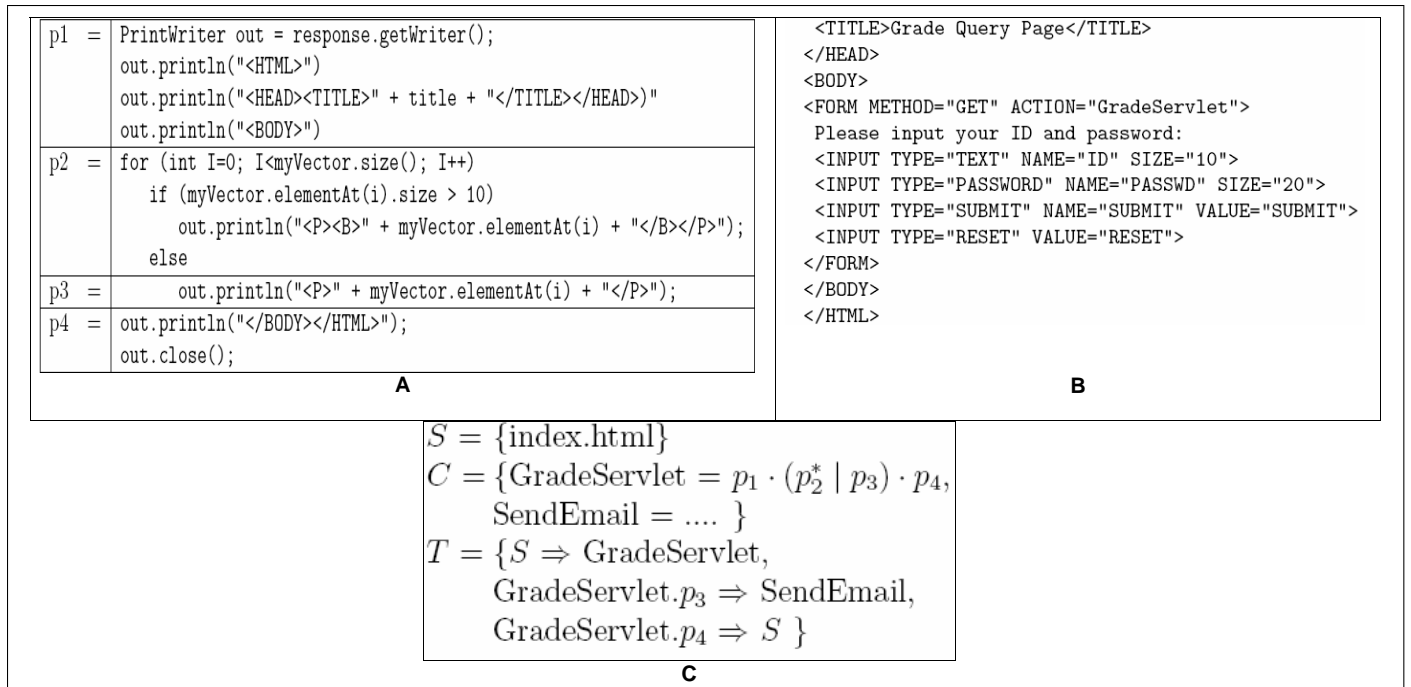 p1 = PrintWriter out = response.getWriter();
out.println("<HTML>")
out.println("<HEAD><TITLE>" + title + "</TITLE></HEAD>)"
out.println("<BODY>")
p2 = for (int I=0; I<myVector.size(); I++)
if (myVector.elementAt(i).size > 10)
out.println("<P><B>" + myVector.elementAt(i) + "</B></P>");
else
p3 = out.println("<P>" + myVector.elementAt(i) + "</P>");
p4 = out.println("</BODY></HTML>");
out.close();
A
<TITLE>Grade Query Page</TITLE>
</HEAD>
<BODY>
<FORM METHOD="GET" ACTION="GradeServlet">
Please input your ID and password:
<INPUT TYPE="TEXT" NAME="ID" SIZE="10">
<INPUT TYPE="PASSWORD" NAME="PASSWD" SIZE="20">
<INPUT TYPE="SUBMIT" NAME="SUBMIT" VALUE="SUBMIT">
<INPUT TYPE="RESET" VALUE="RESET">
</FORM>
</BODY>
</HTML>
B
S = {index.html}
C = {GradeServlet = p₁ · (p₂* | p₃) · p₄,
SendEmail = .... }
T = {S ⇒ GradeServlet,
GradeServlet.p₃ ⇒ SendEmail,
GradeServlet.p₄ ⇒ S }
C